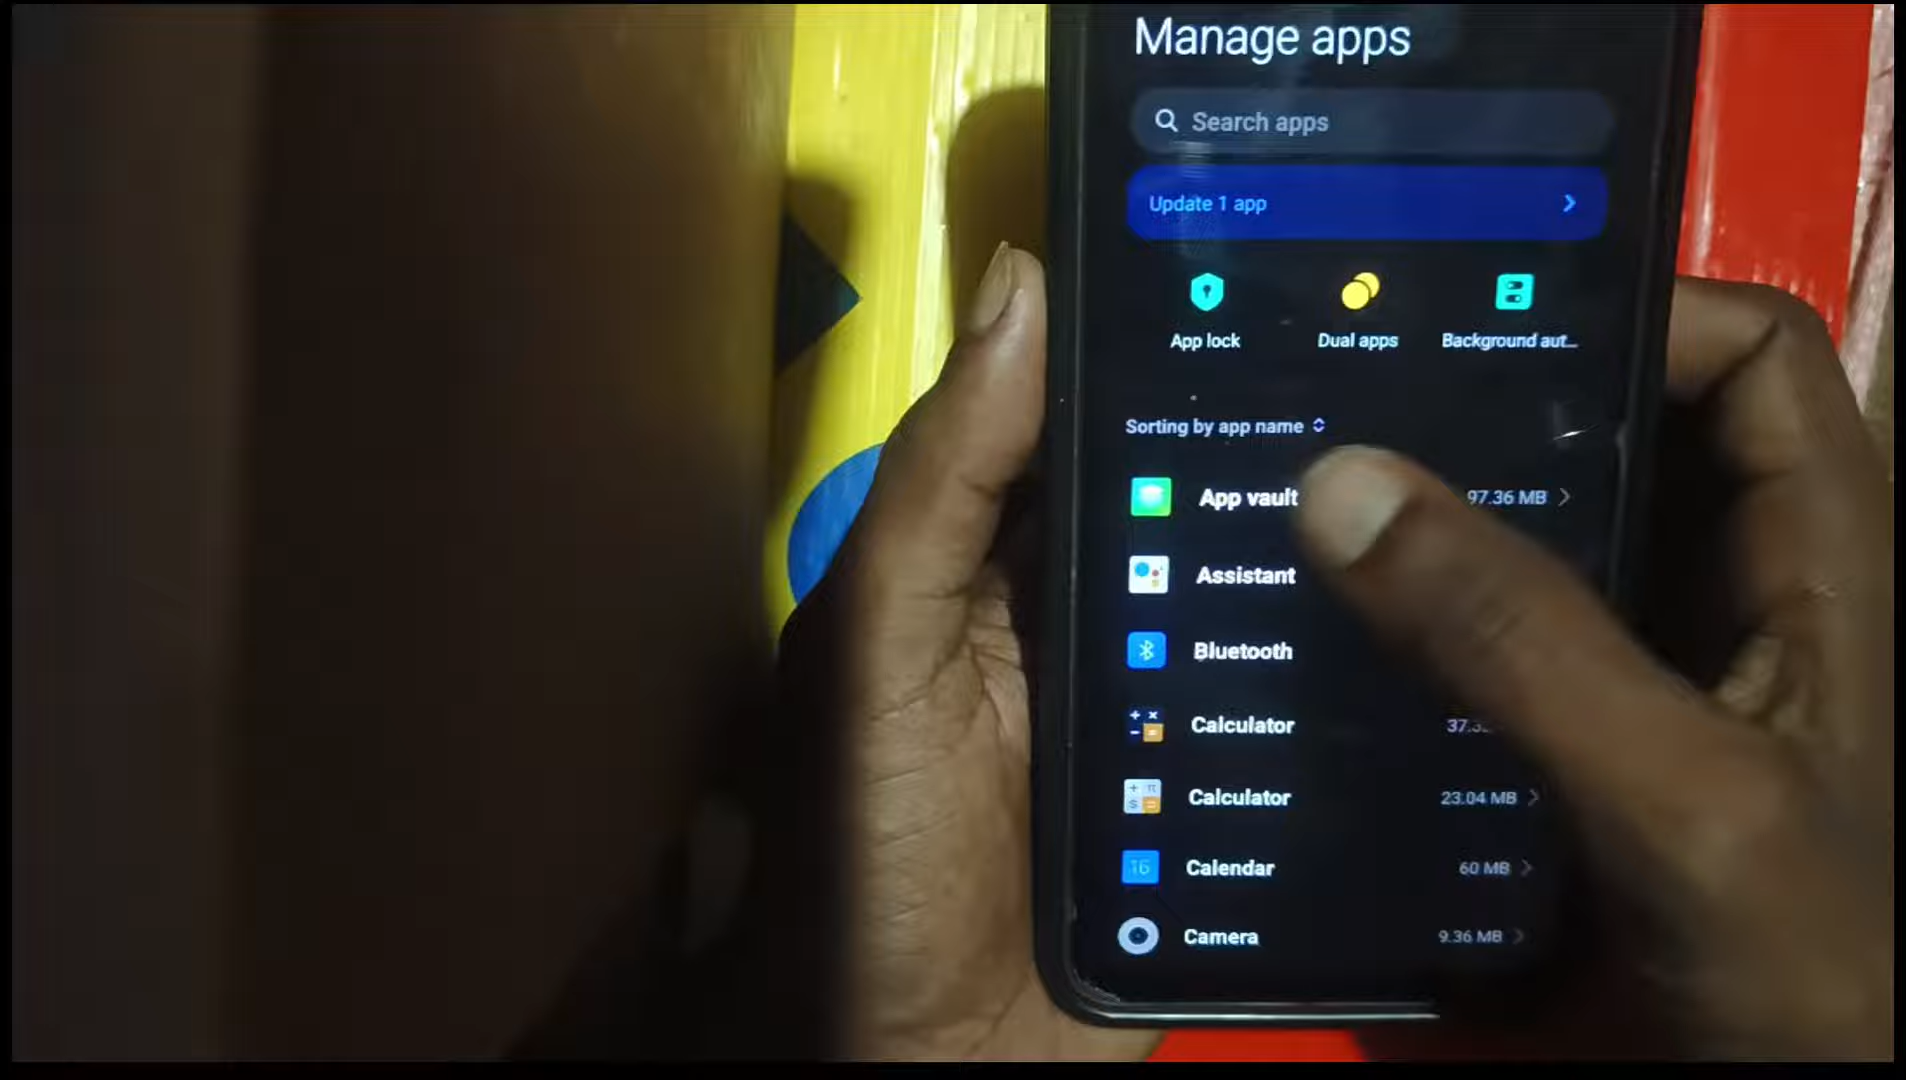 Manage apps
Search apps
Update 1 app
App lock
Dual apps
Background aut...
Sorting by app name
App vault 97.36 MB
Assistant
Bluetooth
Calculator
Calculator 23.04 MB
16 Calendar 60 MB
Camera 9.36 MB